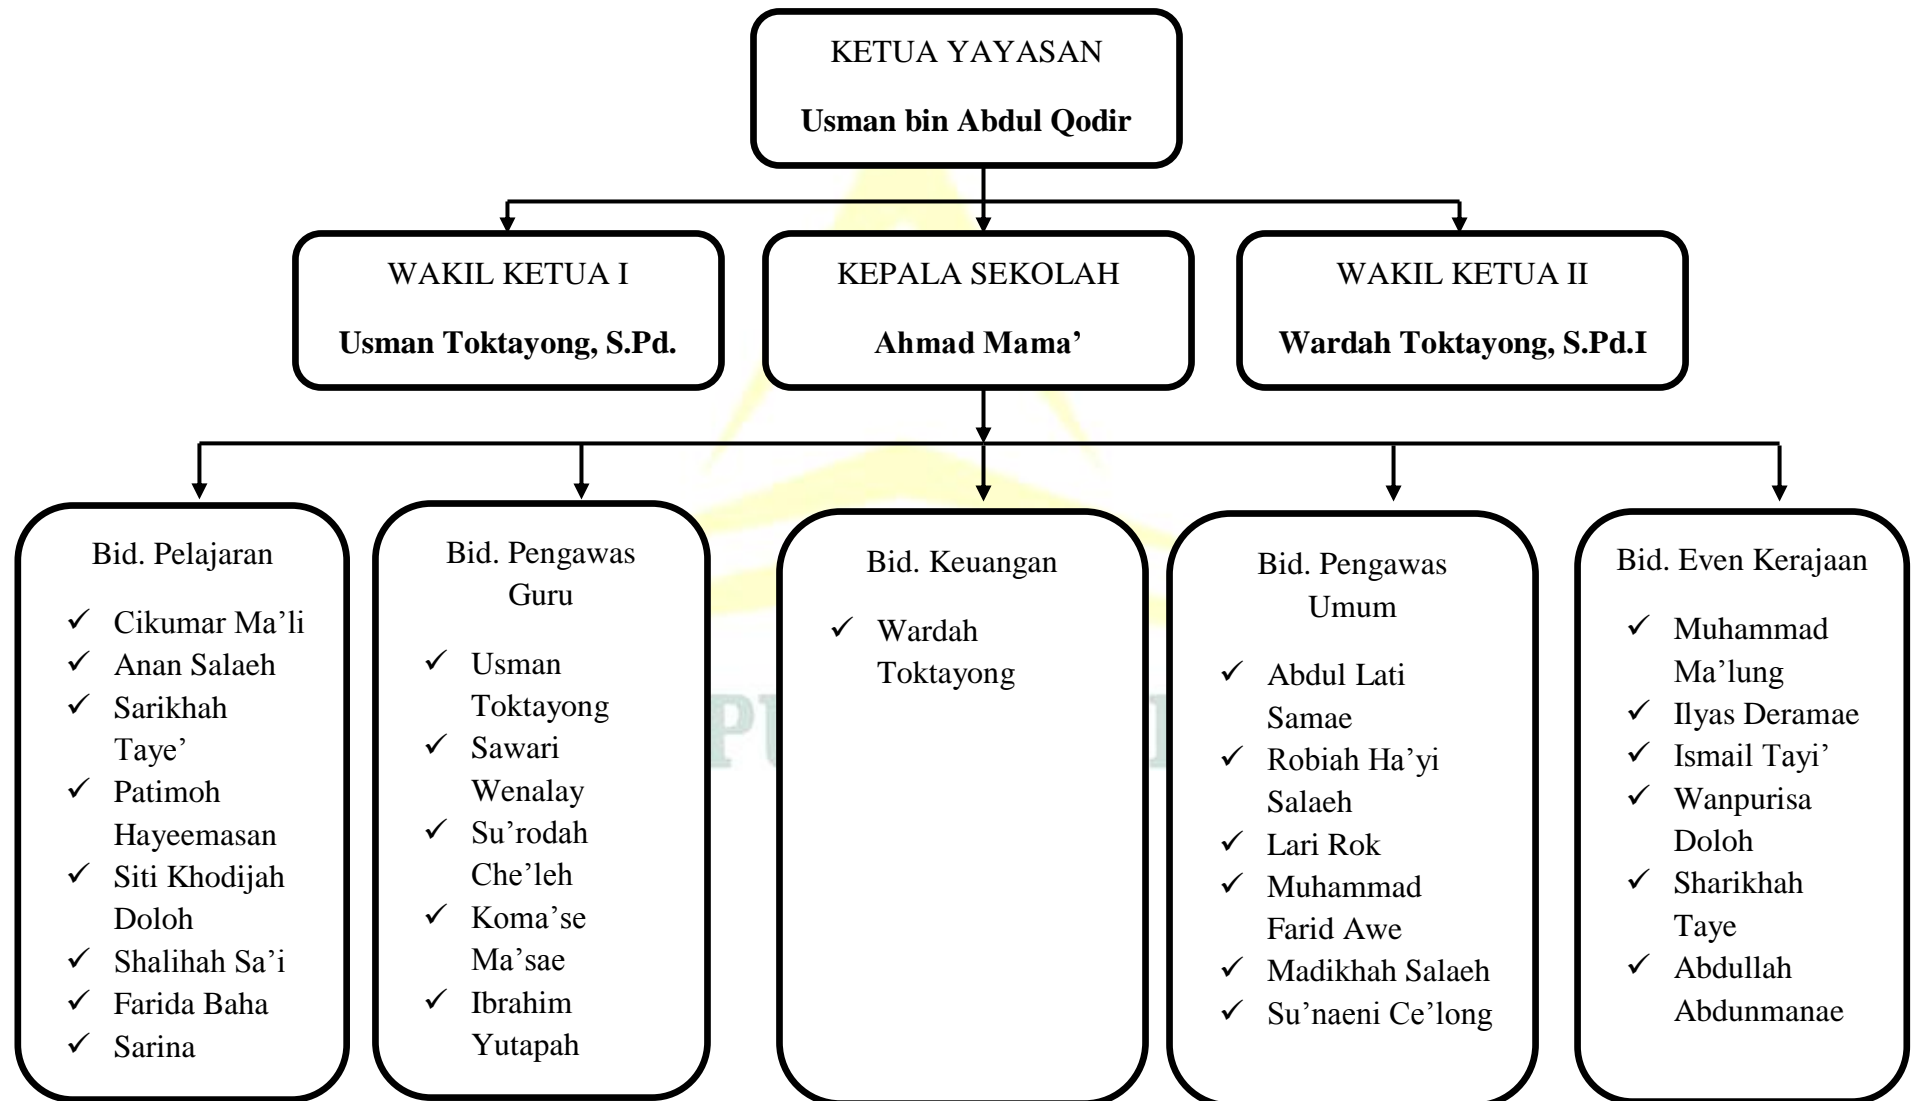 KETUA YAYASAN
Usman bin Abdul Qodir
WAKIL KETUA I
Usman Toktayong, S.Pd.
KEPALA SEKOLAH
Ahmad Mama’
WAKIL KETUA II
Wardah Toktayong, S.Pd.I
Bid. Pelajaran
✓ Cikumar Ma’li
✓ Anan Salaeh
✓ Sarikhah
Taye’
✓ Patimoh
Hayeemasan
✓ Siti Khodijah
Doloh
✓ Shalihah Sa’i
✓ Farida Baha
✓ Sarina
Bid. Pengawas
Guru
✓ Usman
Toktayong
✓ Sawari
Wenalay
✓ Su’rodah
Che’leh
✓ Koma’se
Ma’sae
✓ Ibrahim
Yutapah
Bid. Keuangan
✓ Wardah
Toktayong
Bid. Pengawas
Umum
✓ Abdul Lati
Samae
✓ Robiah Ha’yi
Salaeh
✓ Lari Rok
✓ Muhammad
Farid Awe
✓ Madikhah Salaeh
✓ Su’naeni Ce’long
Bid. Even Kerajaan
✓ Muhammad
Ma’lung
✓ Ilyas Deramae
✓ Ismail Tayi’
✓ Wanpurisa
Doloh
✓ Sharikhah
Taye
✓ Abdullah
Abdunmanae